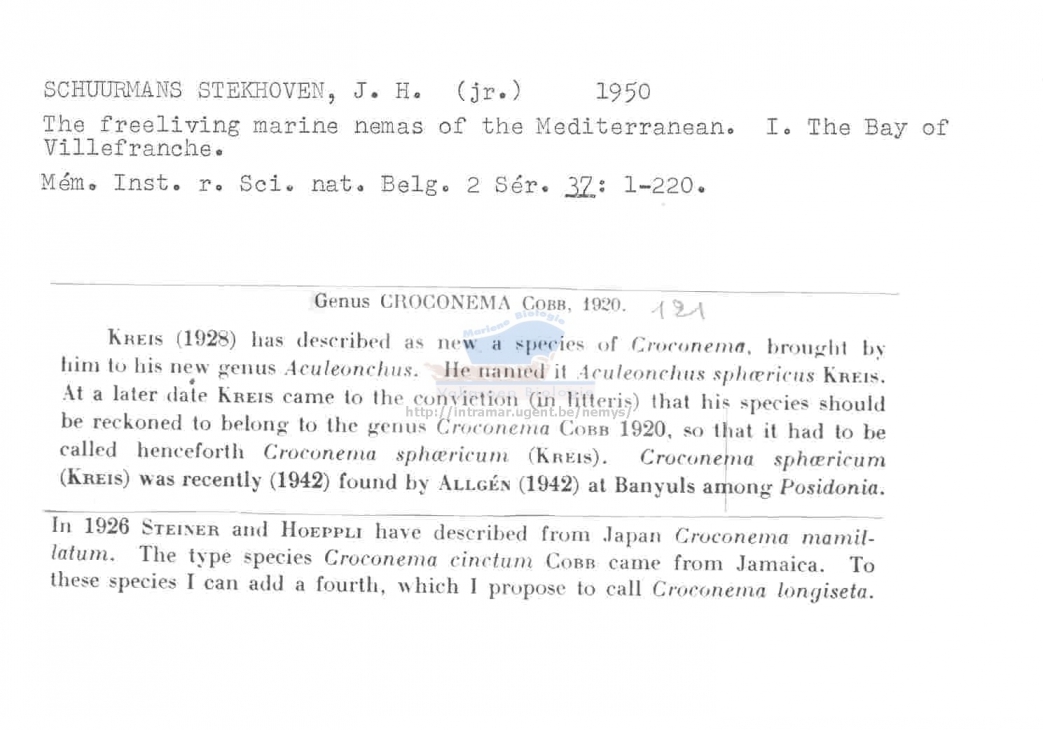 SCHUURMANS STEKHOVEN, J. H. (jr.) 1950
The freeliving marine nemas of the Mediterranean. I. The Bay of
Villefranche.
Mém. Inst. r. Sci. nat. Belg. 2 Sér. 37: 1-220.
Genus CROCONEMA COBB, 1920. 121
KREIS (1928) has described as new a species of Croconema, brought by
him to his new genus Aculeonchus. He named it Aculeonchus sphæricus KREIS.
At a later date KREIS came to the conviction (in litteris) that his species should
be reckoned to belong to the genus Croconema COBB 1920, so that it had to be
called henceforth Croconema sphæricum (KREIS). Croconema sphæricum
(KREIS) was recently (1942) found by ALLGÉN (1942) at Banyuls among Posidonia.
In 1926 STEINER and HOEPPLI have described from Japan Croconema mamil-
latum. The type species Croconema cinctum COBB came from Jamaica. To
these species I can add a fourth, which I propose to call Croconema longiseta.
Mariene Biologie
http://intramar.ugent.be/nemys/